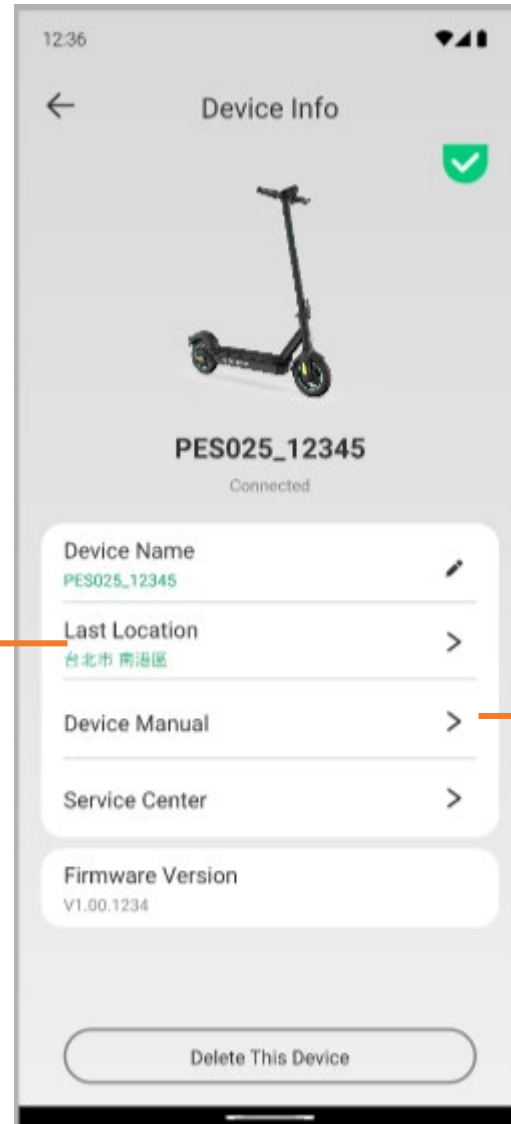 12:36
Device Info
PES025_12345
Connected
Device Name
PES025_12345
Last Location
台北市 南港區
Device Manual
Service Center
Firmware Version
V1.00.1234
Delete This Device